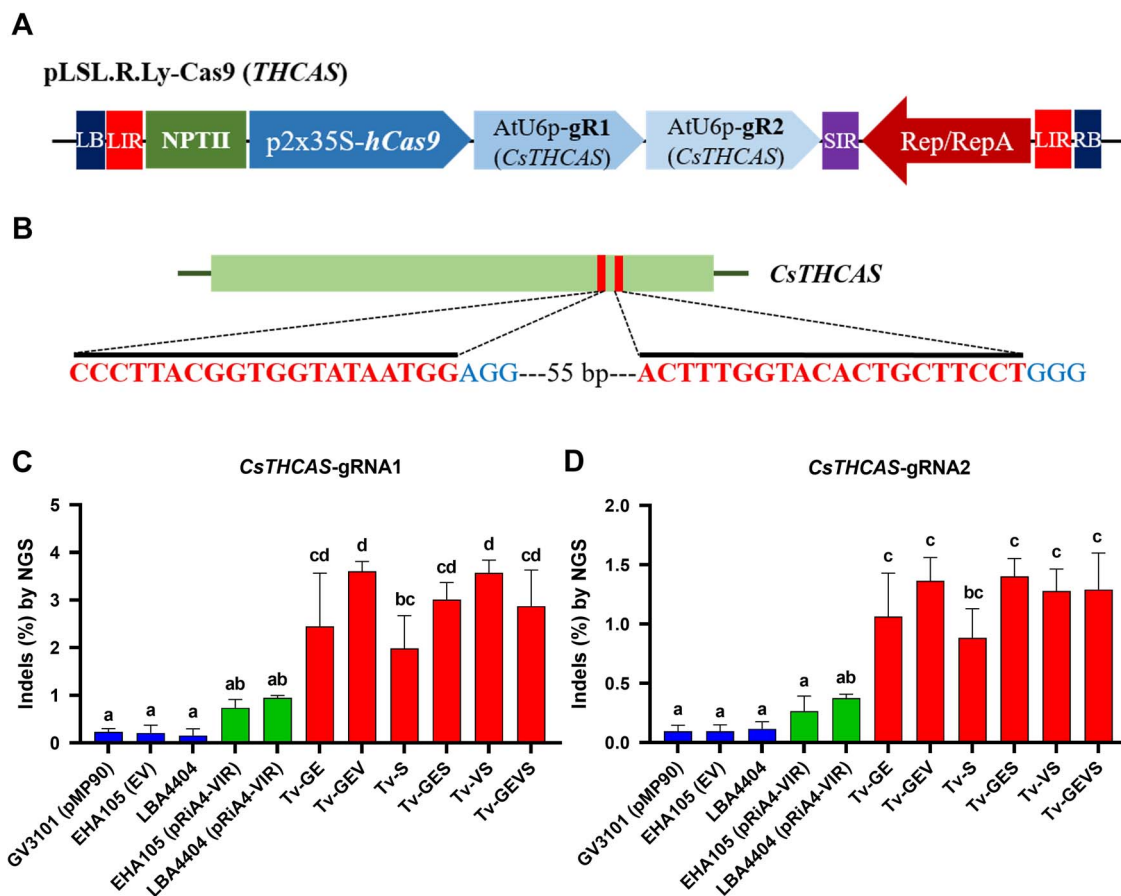 A
pLSL.R.Ly-Cas9 (THCAS)
LB LIR NPTII p2x35S-hCas9 AtU6p-gR1 (CsTHCAS) AtU6p-gR2 (CsTHCAS) SIR Rep/RepA LIR RB
B
CsTHCAS
CCCTTACGGTGGTATAATGGAGG---55 bp---ACTTTGGTACACTGCTTCCTGGG
C
CsTHCAS-gRNA1
Indels (%) by NGS
5
4
3
2
1
0
a a a ab ab cd d bc cd d cd
GV3101 (pMP90)
EHA105 (EV)
LBA4404
EHA105 (pRiA4-VIR)
LBA4404 (pRiA4-VIR)
Tv-GE
Tv-GEV
Tv-S
Tv-GES
Tv-VS
Tv-GEVS
D
CsTHCAS-gRNA2
Indels (%) by NGS
2.0
1.5
1.0
0.5
0.0
a a a a ab c c bc c c c
GV3101 (pMP90)
EHA105 (EV)
LBA4404
EHA105 (pRiA4-VIR)
LBA4404 (pRiA4-VIR)
Tv-GE
Tv-GEV
Tv-S
Tv-GES
Tv-VS
Tv-GEVS